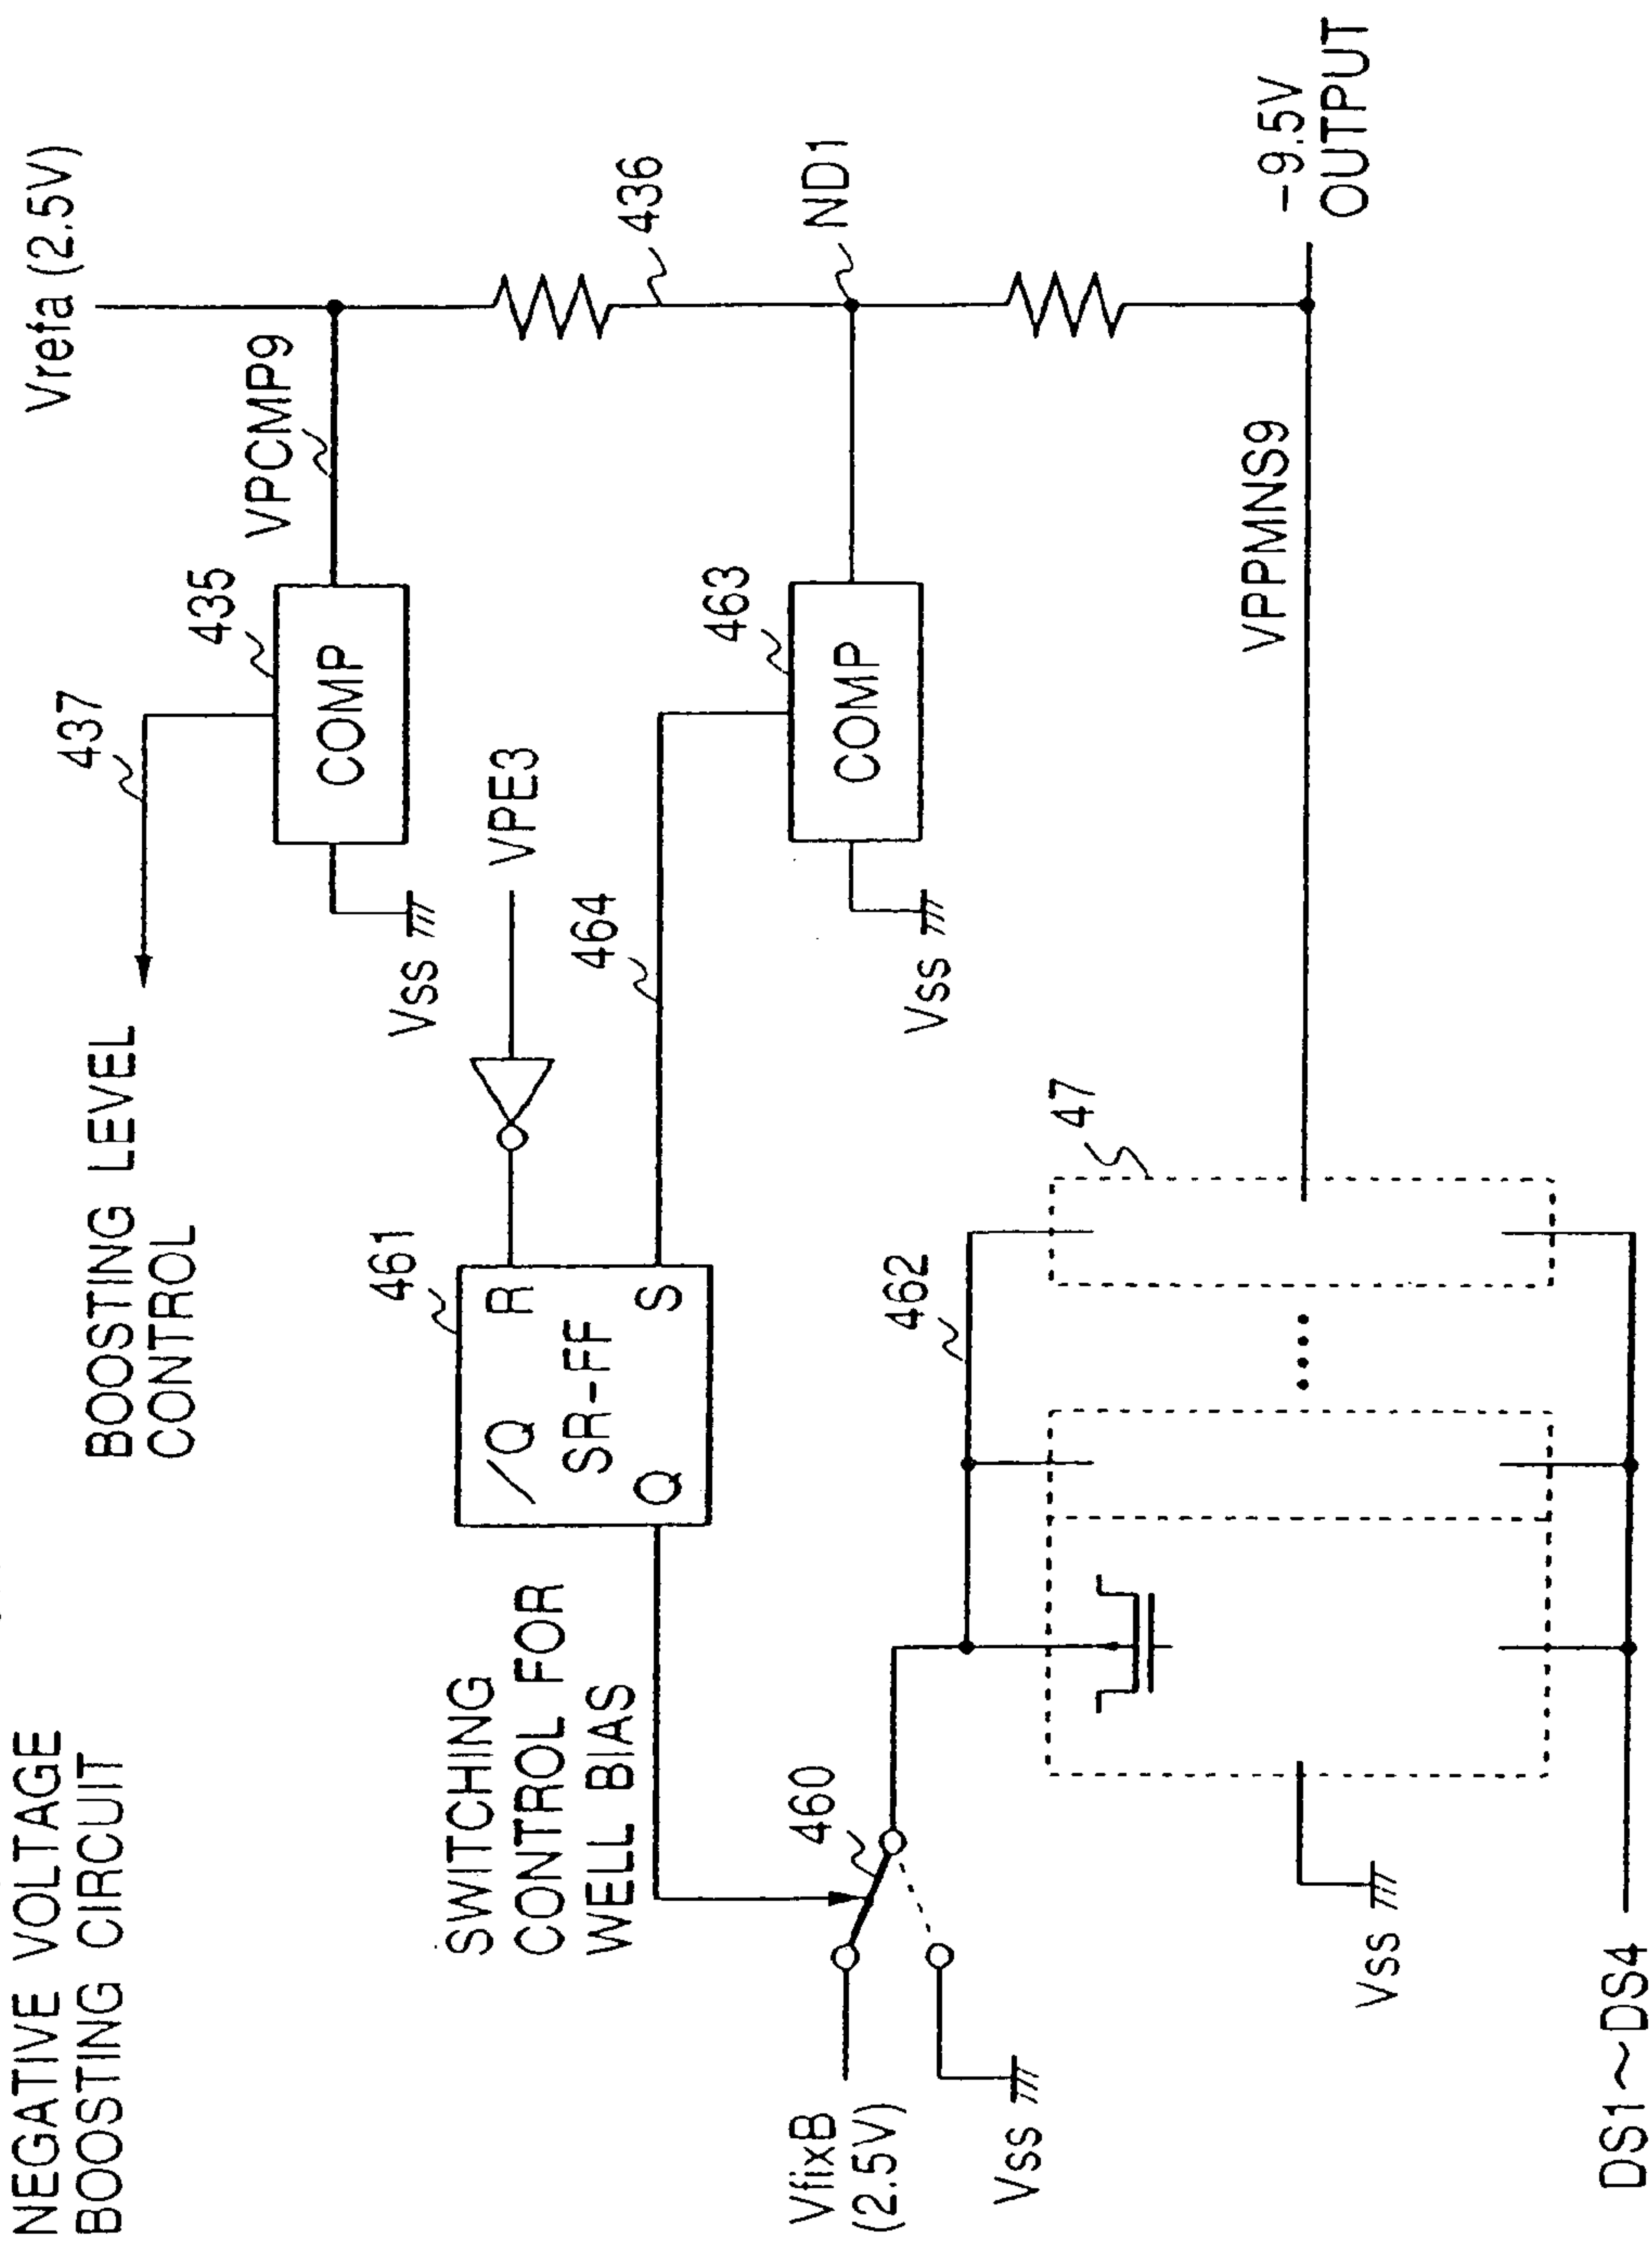 NEGATIVE VOLTAGE
BOOSTING CIRCUIT
BOOSTING LEVEL
CONTROL
437
435
COMP
Vss
VPCMP9
Vrefa (2.5V)
436
ND1
SWITCHING
CONTROL FOR
WELL BIAS
461
/Q
R
SR-FF
Q
S
VPE3
464
463
COMP
Vss
460
VfixB
(2.5V)
Vss
462
47
VPPMNS9
-9.5V
OUTPUT
Vss
DS1~DS4